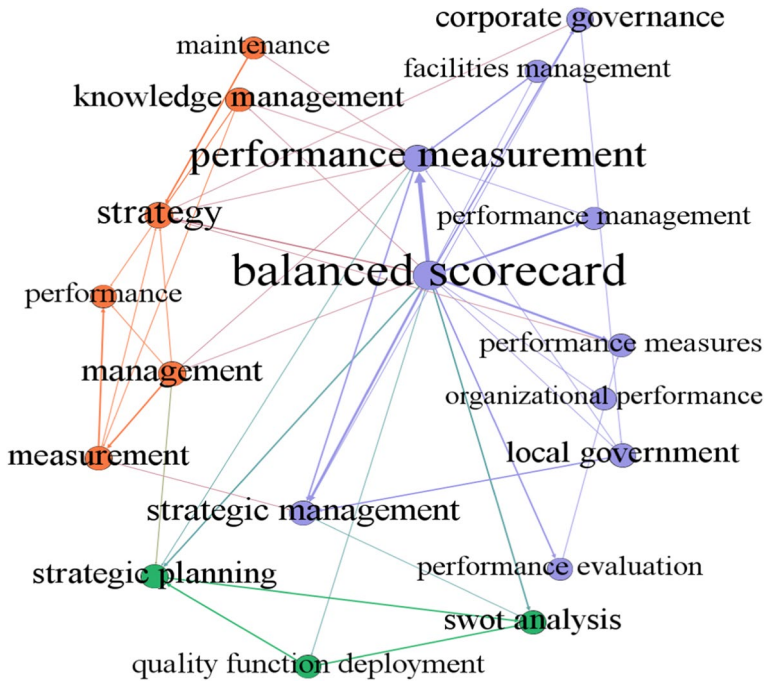 corporate governance
maintenance
facilities management
knowledge management
performance measurement
strategy
performance management
balanced scorecard
performance
performance measures
management
organizational performance
measurement
local government
strategic management
performance evaluation
strategic planning
swot analysis
quality function deployment